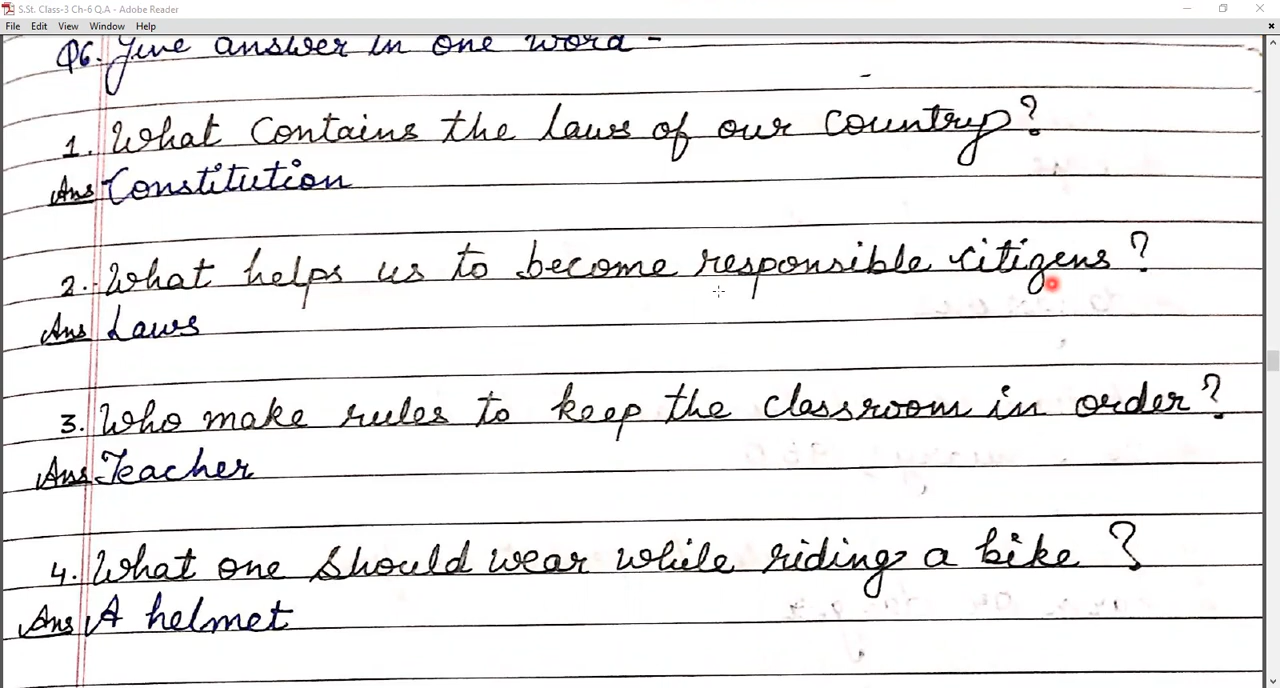 S.St. Class-3 Ch-6 Q.A - Adobe Reader
File Edit View Window Help
Q6. Give answer in one word -
1. What contains the laws of our country?
Ans Constitution
2. What helps us to become responsible citizens?
Ans Laws
3. Who make rules to keep the classroom in order?
Ans Teacher
4. What one should wear while riding a bike?
Ans A helmet